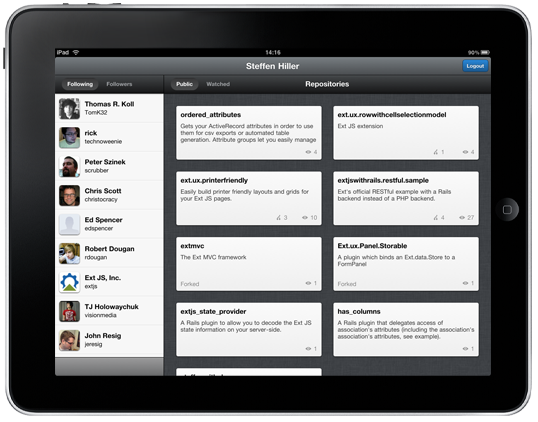 iPad 14:16 90%
Steffen Hiller Logout
Following Followers
Thomas R. Koll
TomK32
rick
technoweenie
Peter Szinek
scrubber
Chris Scott
christocracy
Ed Spencer
edspencer
Robert Dougan
rdougan
Ext JS, Inc.
extjs
TJ Holowaychuk
visionmedia
John Resig
jeresig
Public Watched Repositories
ordered_attributes
Gets your ActiveRecord attributes in order to use
them for csv exports or automated table
generation. Attribute groups let you easily manage
4
ext.ux.rowwithcellselectionmodel
Ext JS extension
1 4
ext.ux.printerfriendly
Easily build printer friendly layouts and grids for
your Ext JS pages.
3 10
extjswithrails.restful.sample
Ext's official RESTful example with a Rails
backend instead of a PHP backend.
4 27
extmvc
The Ext MVC framework
Forked 1
Ext.ux.Panel.Storable
A plugin which binds an Ext.data.Store to a
FormPanel
Forked 1
extjs_state_provider
A Rails plugin to allow you to decode the Ext JS
state information on your server-side.
1
has_columns
A Rails plugin that delegates access of
association's attributes (including the association's
association's attributes, see example).
1